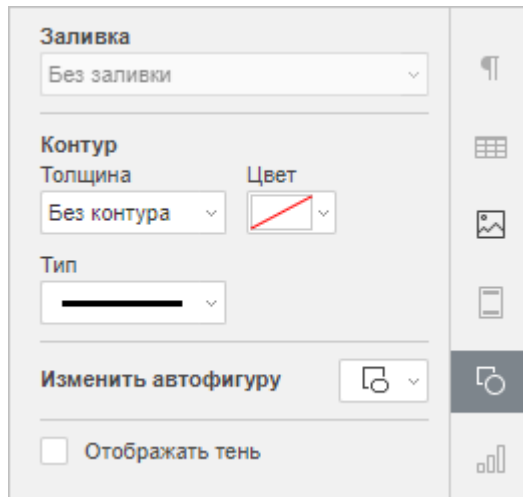 Заливка
Без заливки
Контур
Толщина Цвет
Без контура
Тип
Изменить автофигуру
Отображать тень